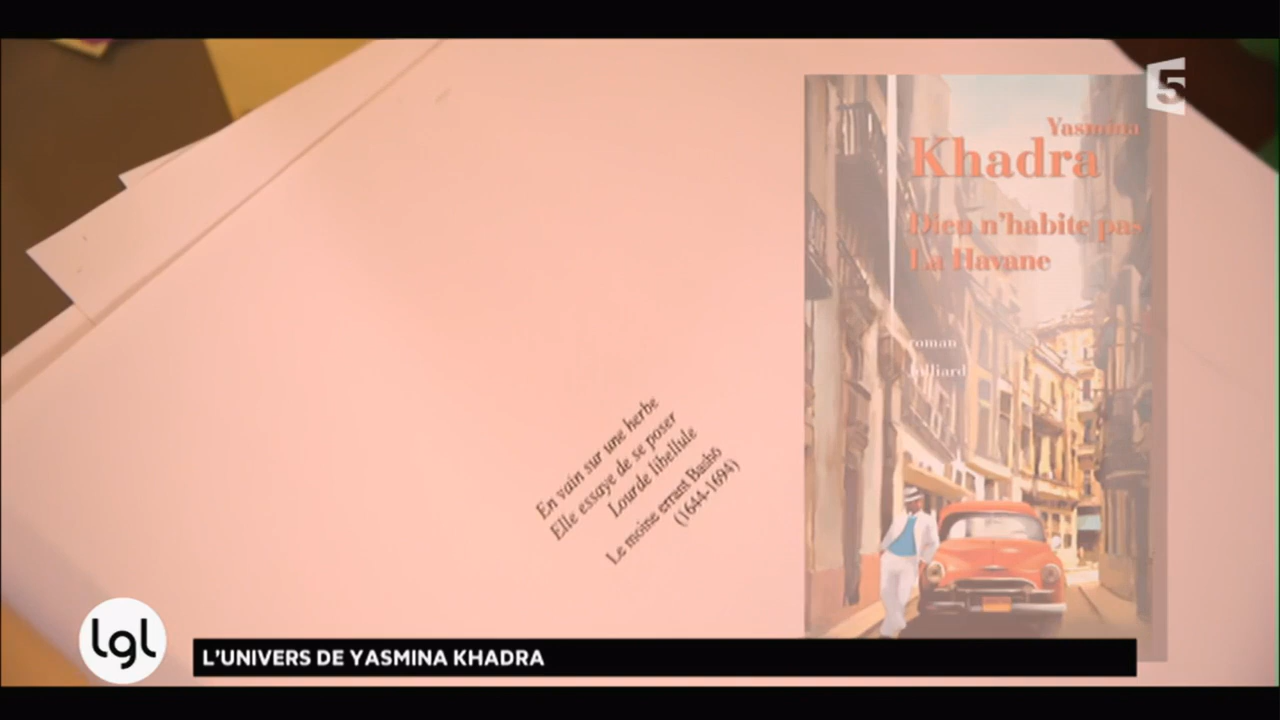 5
Yasmina
Khadra
Dieu n'habite pas
La Havane
roman
Julliard
En vain sur une herbe
Elle essaye de se poser
Lourde libellule
Le moine errant Bashô
(1644-1694)
lgl
L'UNIVERS DE YASMINA KHADRA